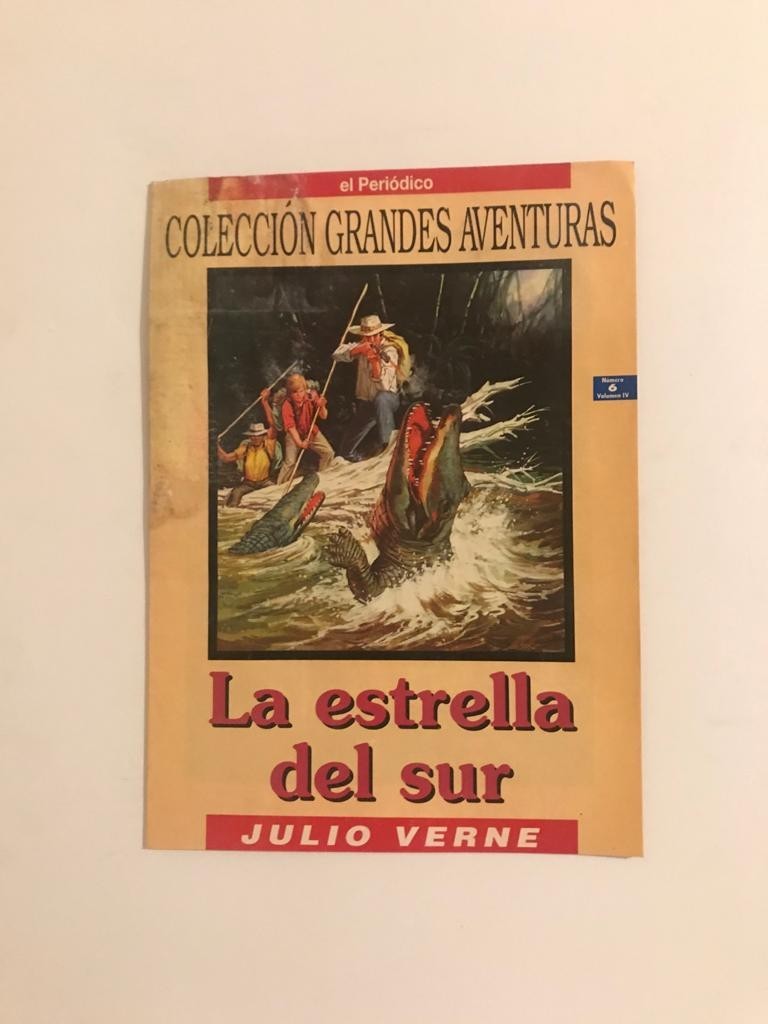 el Periódico
COLECCIÓN GRANDES AVENTURAS
Número
6
Volumen IV
La estrella
del sur
JULIO VERNE